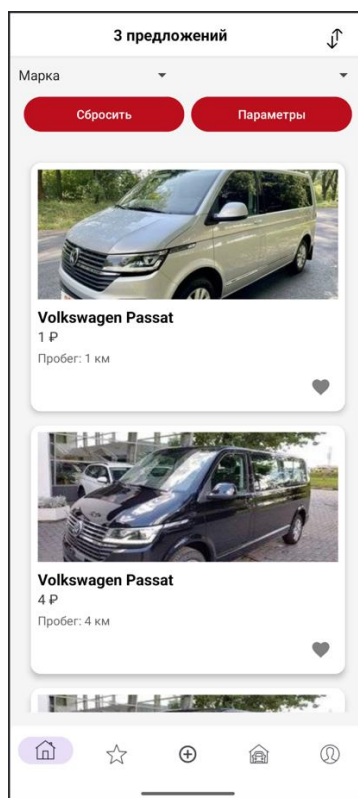 3 предложений
Марка
Сбросить Параметры
Volkswagen Passat
1 ₽
Пробег: 1 км
Volkswagen Passat
4 ₽
Пробег: 4 км